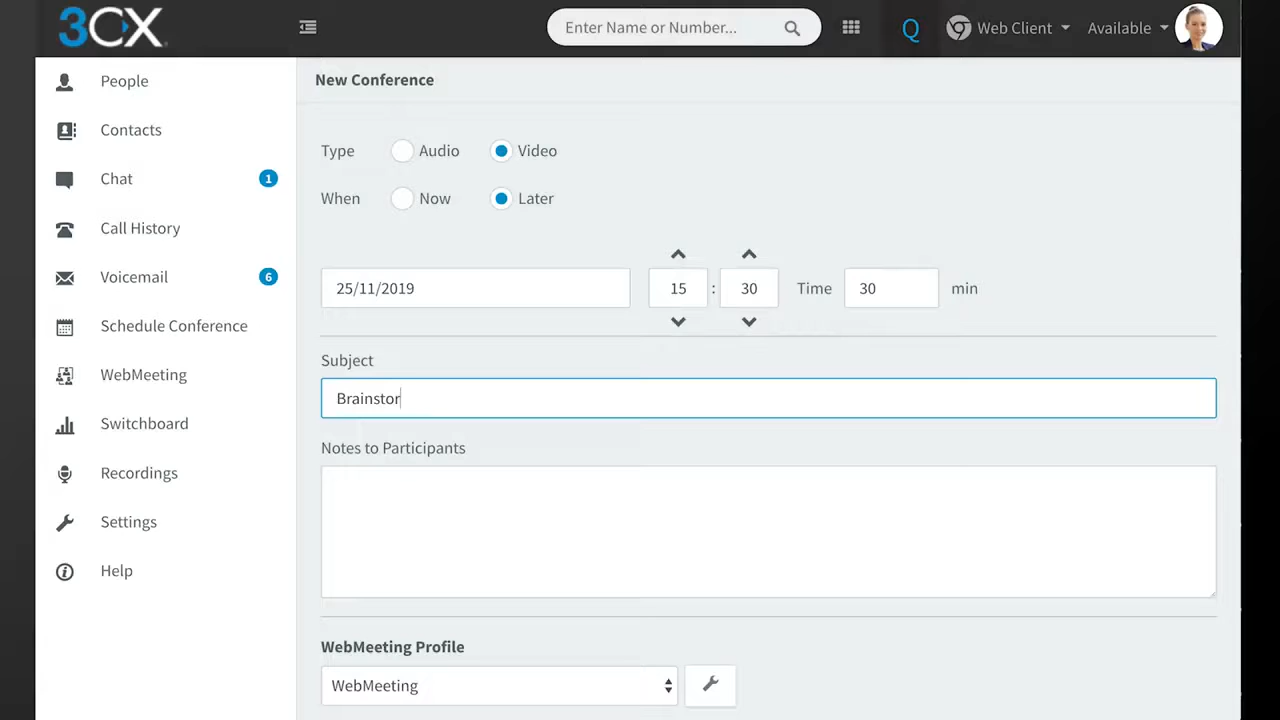 3CX
Enter Name or Number...
Q
Web Client
Available
People
Contacts
Chat 1
Call History
Voicemail 6
Schedule Conference
WebMeeting
Switchboard
Recordings
Settings
Help
New Conference
Type Audio Video
When Now Later
25/11/2019 15 : 30 Time 30 min
Subject
Brainstor
Notes to Participants
WebMeeting Profile
WebMeeting